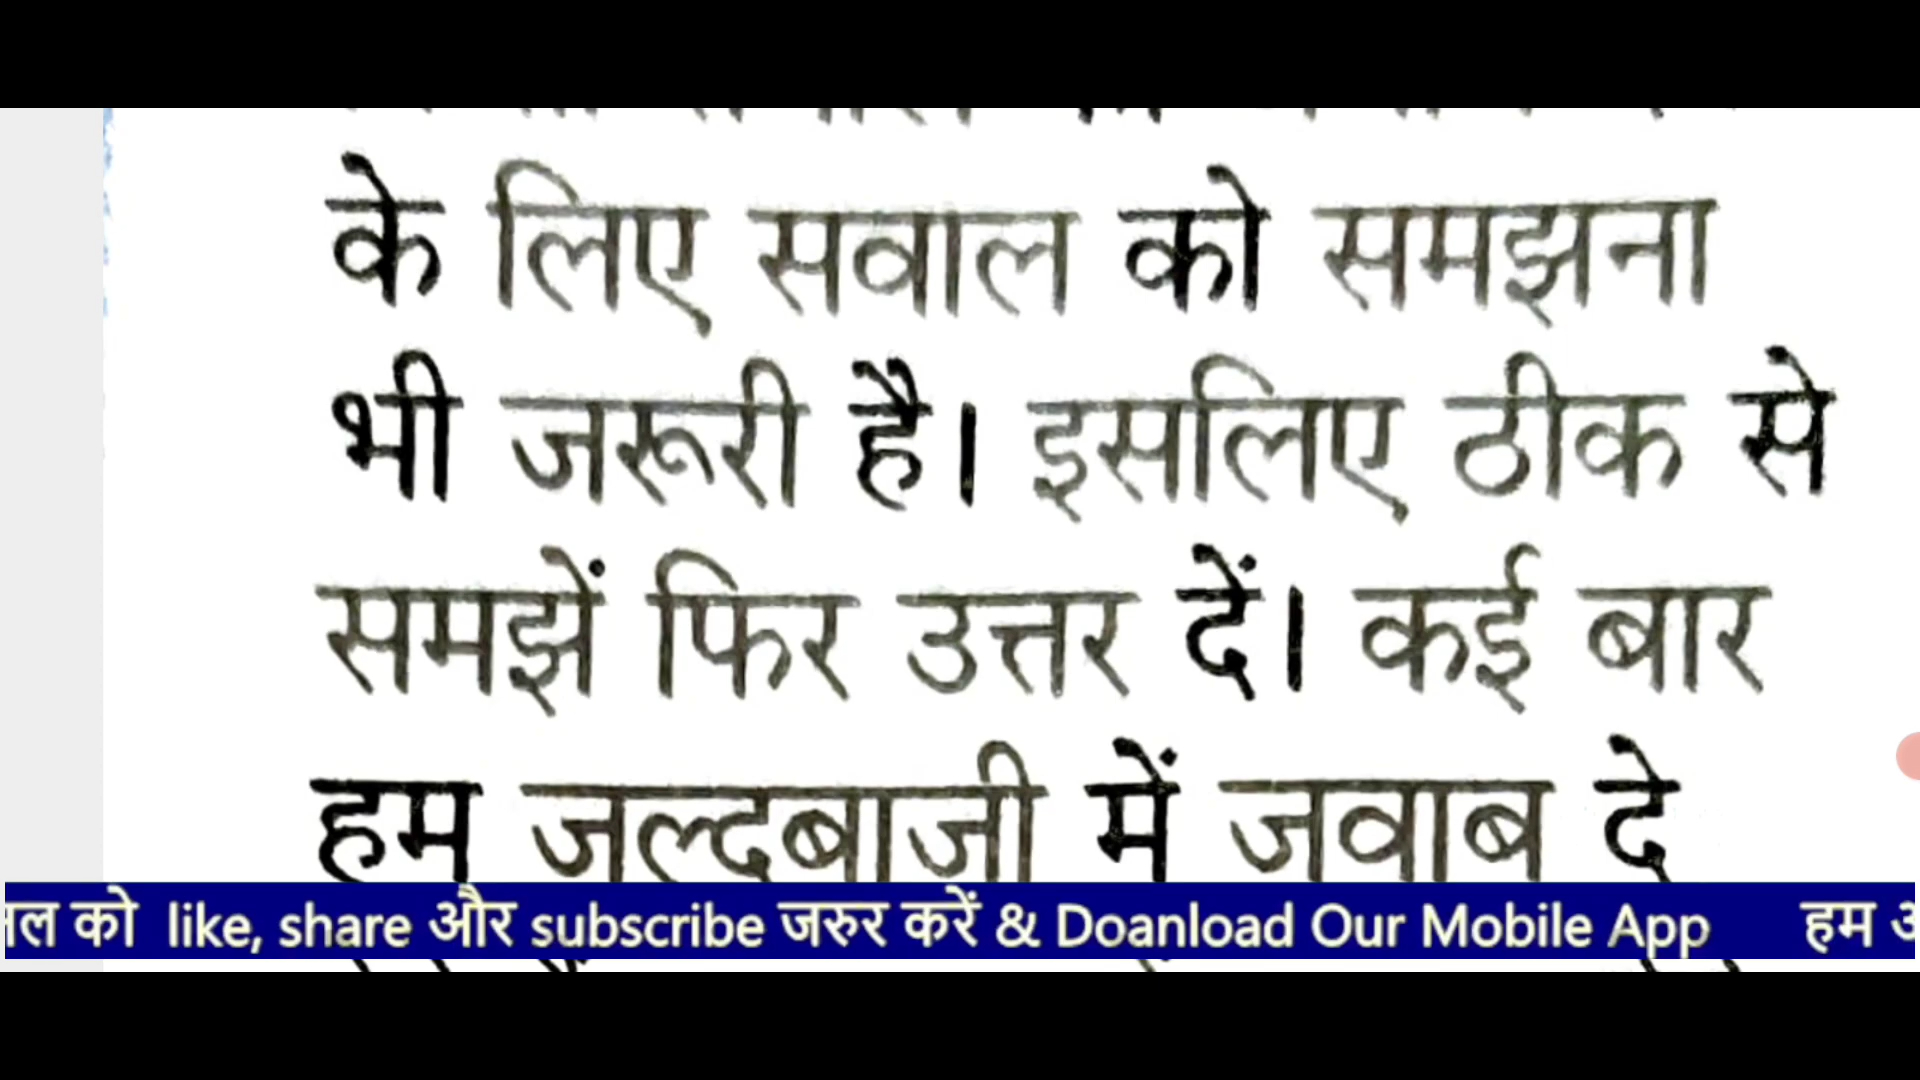 के लिए सवाल को समझना
भी जरूरी है। इसलिए ठीक से
समझें फिर उत्तर दें। कई बार
हम जल्दबाजी में जवाब दे
को like, share और subscribe जरुर करें & Doanload Our Mobile App हम